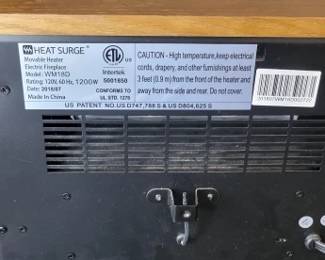 HEAT SURGE
Movable Heater
Electric Fireplace
Model: WM18D
Rating: 120V, 60 Hz, 1200W
Date: 2018/07
Made in China
ETL
Intertek
5001650
CONFORMS TO
UL STD. 1278
CAUTION - High temperature, keep electrical
cords, drapery, and other furnishings at least
3 feet (0.9 m) from the front of the heater and
away from the side and rear. Do not cover.
US PATENT NO. US D747,788 S & US D804,625 S